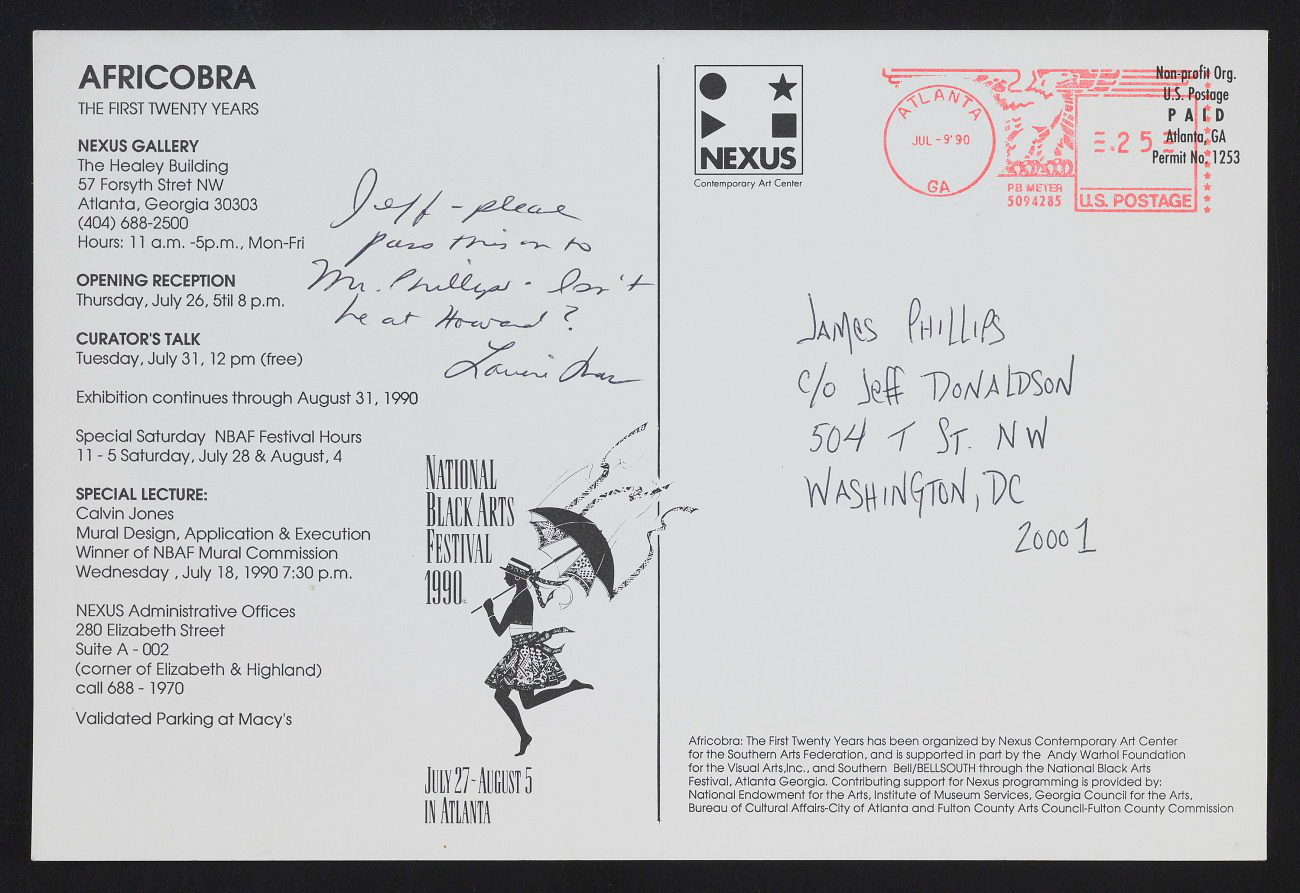 AFRICOBRA
THE FIRST TWENTY YEARS
NEXUS GALLERY
The Healey Building
57 Forsyth Stret NW
Atlanta, Georgia 30303
(404) 688-2500
Hours: 11 a.m. -5p.m., Mon-Fri
OPENING RECEPTION
Thursday, July 26, 5til 8 p.m.
CURATOR'S TALK
Tuesday, July 31, 12 pm (free)
Exhibition continues through August 31, 1990
Special Saturday NBAF Festival Hours
11 - 5 Saturday, July 28 & August, 4
SPECIAL LECTURE:
Calvin Jones
Mural Design, Application & Execution
Winner of NBAF Mural Commission
Wednesday , July 18, 1990 7:30 p.m.
NEXUS Administrative Offices
280 Elizabeth Street
Suite A - 002
(corner of Elizabeth & Highland)
call 688 - 1970
Validated Parking at Macy's
Jeff - please
pass this on to
Mr. Phillips - Isn't
he at Howard?
NATIONAL
BLACK ARTS
FESTIVAL
1990
JULY 27 - AUGUST 5
IN ATLANTA
NEXUS
Contemporary Art Center
ATLANTA
JUL -9'90
GA
PB METER
5094285
.25
U.S. POSTAGE
Non-profit Org.
U.S. Postage
PAID
Atlanta, GA
Permit No. 1253
JAMES PHILLIPS
c/o Jeff DONALDSON
504 T ST. NW
WASHINGTON, DC
20001
Africobra: The First Twenty Years has been organized by Nexus Contemporary Art Center
for the Southern Arts Federation, and is supported in part by the Andy Warhol Foundation
for the Visual Arts,Inc., and Southern Bell/BELLSOUTH through the National Black Arts
Festival, Atlanta Georgia. Contributing support for Nexus programming is provided by:
National Endowment for the Arts, Institute of Museum Services, Georgia Council for the Arts,
Bureau of Cultural Affairs-City of Atlanta and Fulton County Arts Council-Fulton County Commission